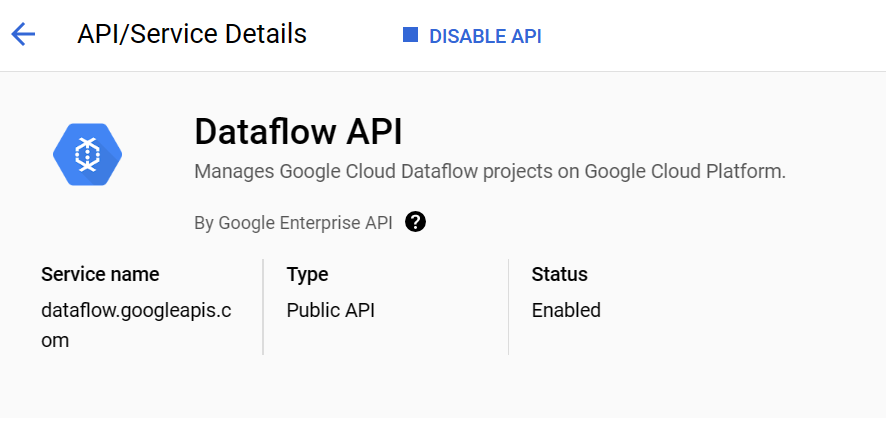 API/Service Details
DISABLE API
Dataflow API
Manages Google Cloud Dataflow projects on Google Cloud Platform.
By Google Enterprise API ?
Service name
dataflow.googleapis.c
om
Type
Public API
Status
Enabled